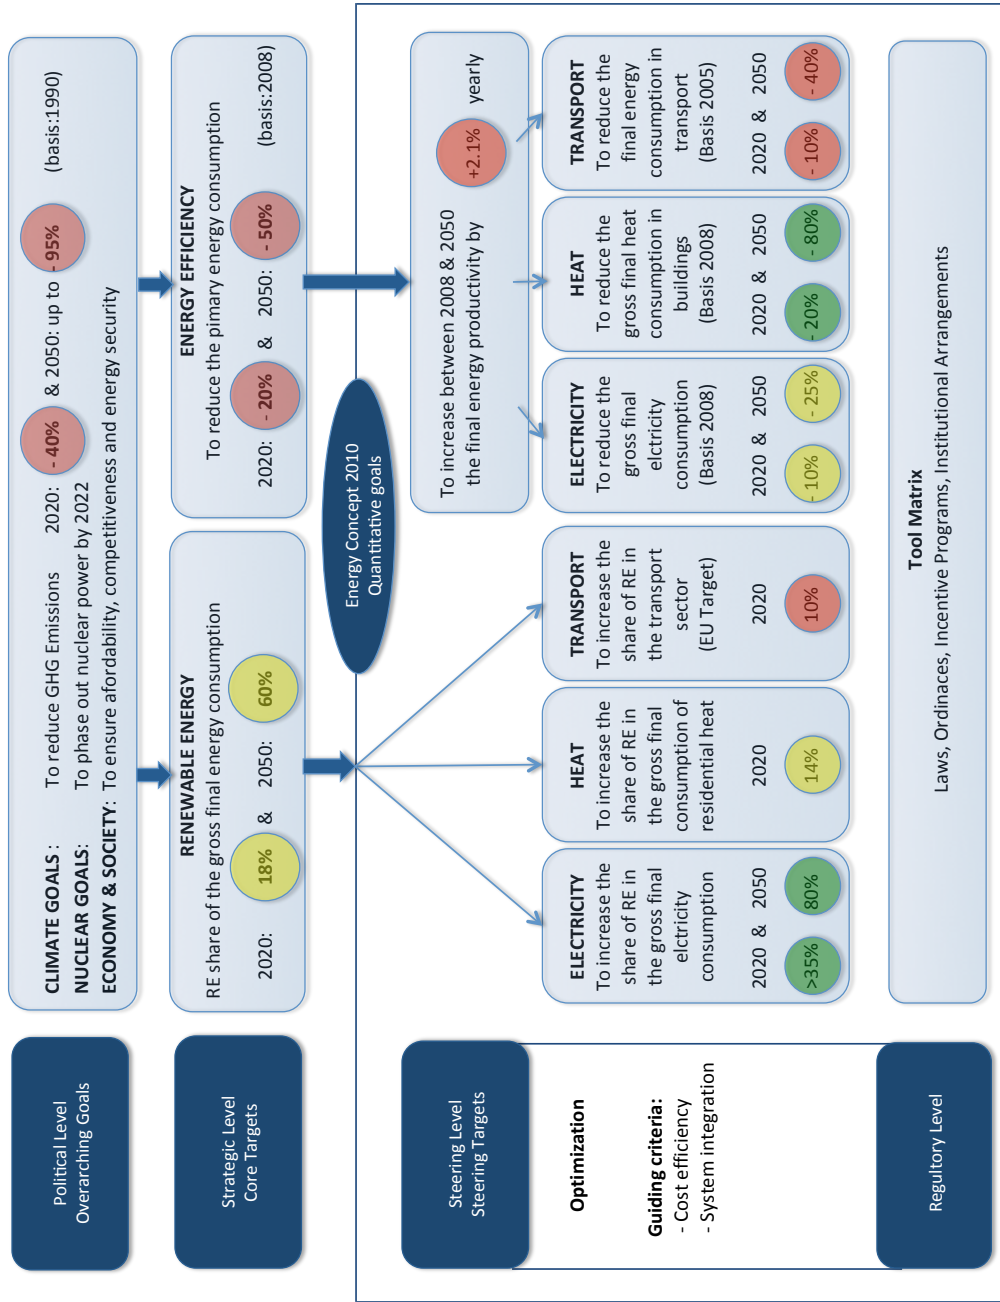 Political Level
Overarching Goals
CLIMATE GOALS : To reduce GHG Emissions 2020: - 40% & 2050: up to - 95% (basis:1990)
NUCLEAR GOALS: To phase out nuclear power by 2022
ECONOMY & SOCIETY: To ensure afordability, competitiveness and energy security
Strategic Level
Core Targets
RENEWABLE ENERGY
RE share of the gross final energy consumption
2020: 18% & 2050: 60%
ENERGY EFFICIENCY
To reduce the pimary energy consumption
2020: - 20% & 2050: - 50% (basis:2008)
Energy Concept 2010
Quantitative goals
Steering Level
Steering Targets
Optimization
Guiding criteria:
- Cost efficiency
- System integration
To increase between 2008 & 2050
the final energy productivity by +2.1% yearly
ELECTRICITY
To increase the
share of RE in
the gross final
elctricity
consumption
2020 & 2050
>35% 80%
HEAT
To increase the
share of RE in
the gross final
consumption of
residential heat
2020
14%
TRANSPORT
To increase the
share of RE in
the transport
sector
(EU Target)
2020
10%
ELECTRICITY
To reduce the
gross final
elctricity
consumption
(Basis 2008)
2020 & 2050
- 10% - 25%
HEAT
To reduce the
gross final heat
consumption in
buildings
(Basis 2008)
2020 & 2050
- 20% - 80%
TRANSPORT
To reduce the
final energy
consumption in
transport
(Basis 2005)
2020 & 2050
- 10% - 40%
Regultory Level
Tool Matrix
Laws, Ordinaces, Incentive Programs, Institutional Arrangements